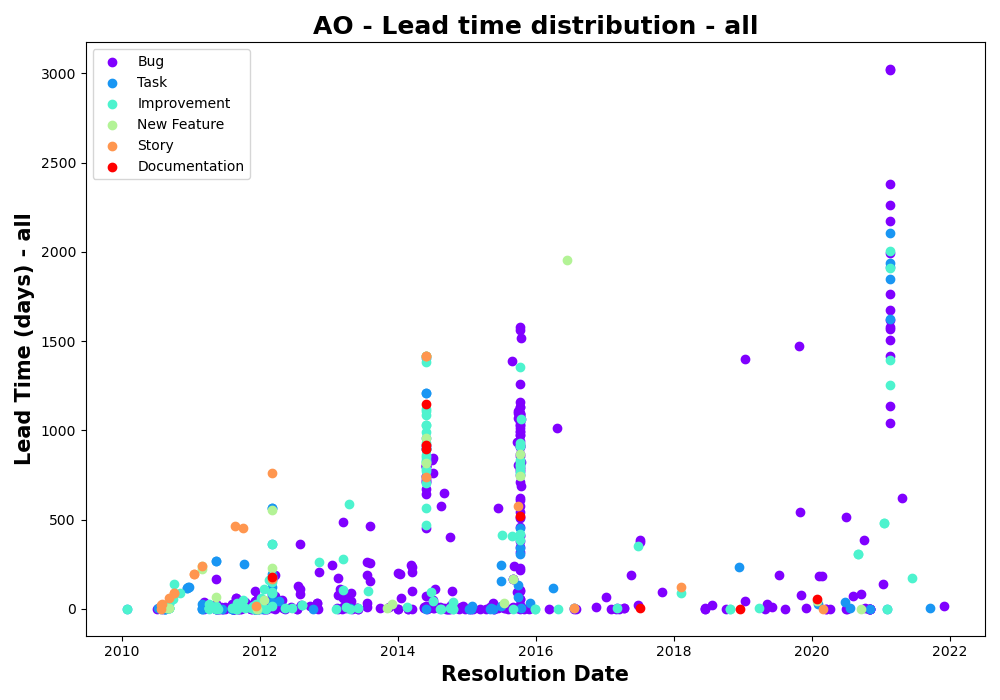 AO - Lead time distribution - all
Bug
Task
Improvement
New Feature
Story
Documentation
Lead Time (days) - all
3000
2500
2000
1500
1000
500
0
2010 2012 2014 2016 2018 2020 2022
Resolution Date